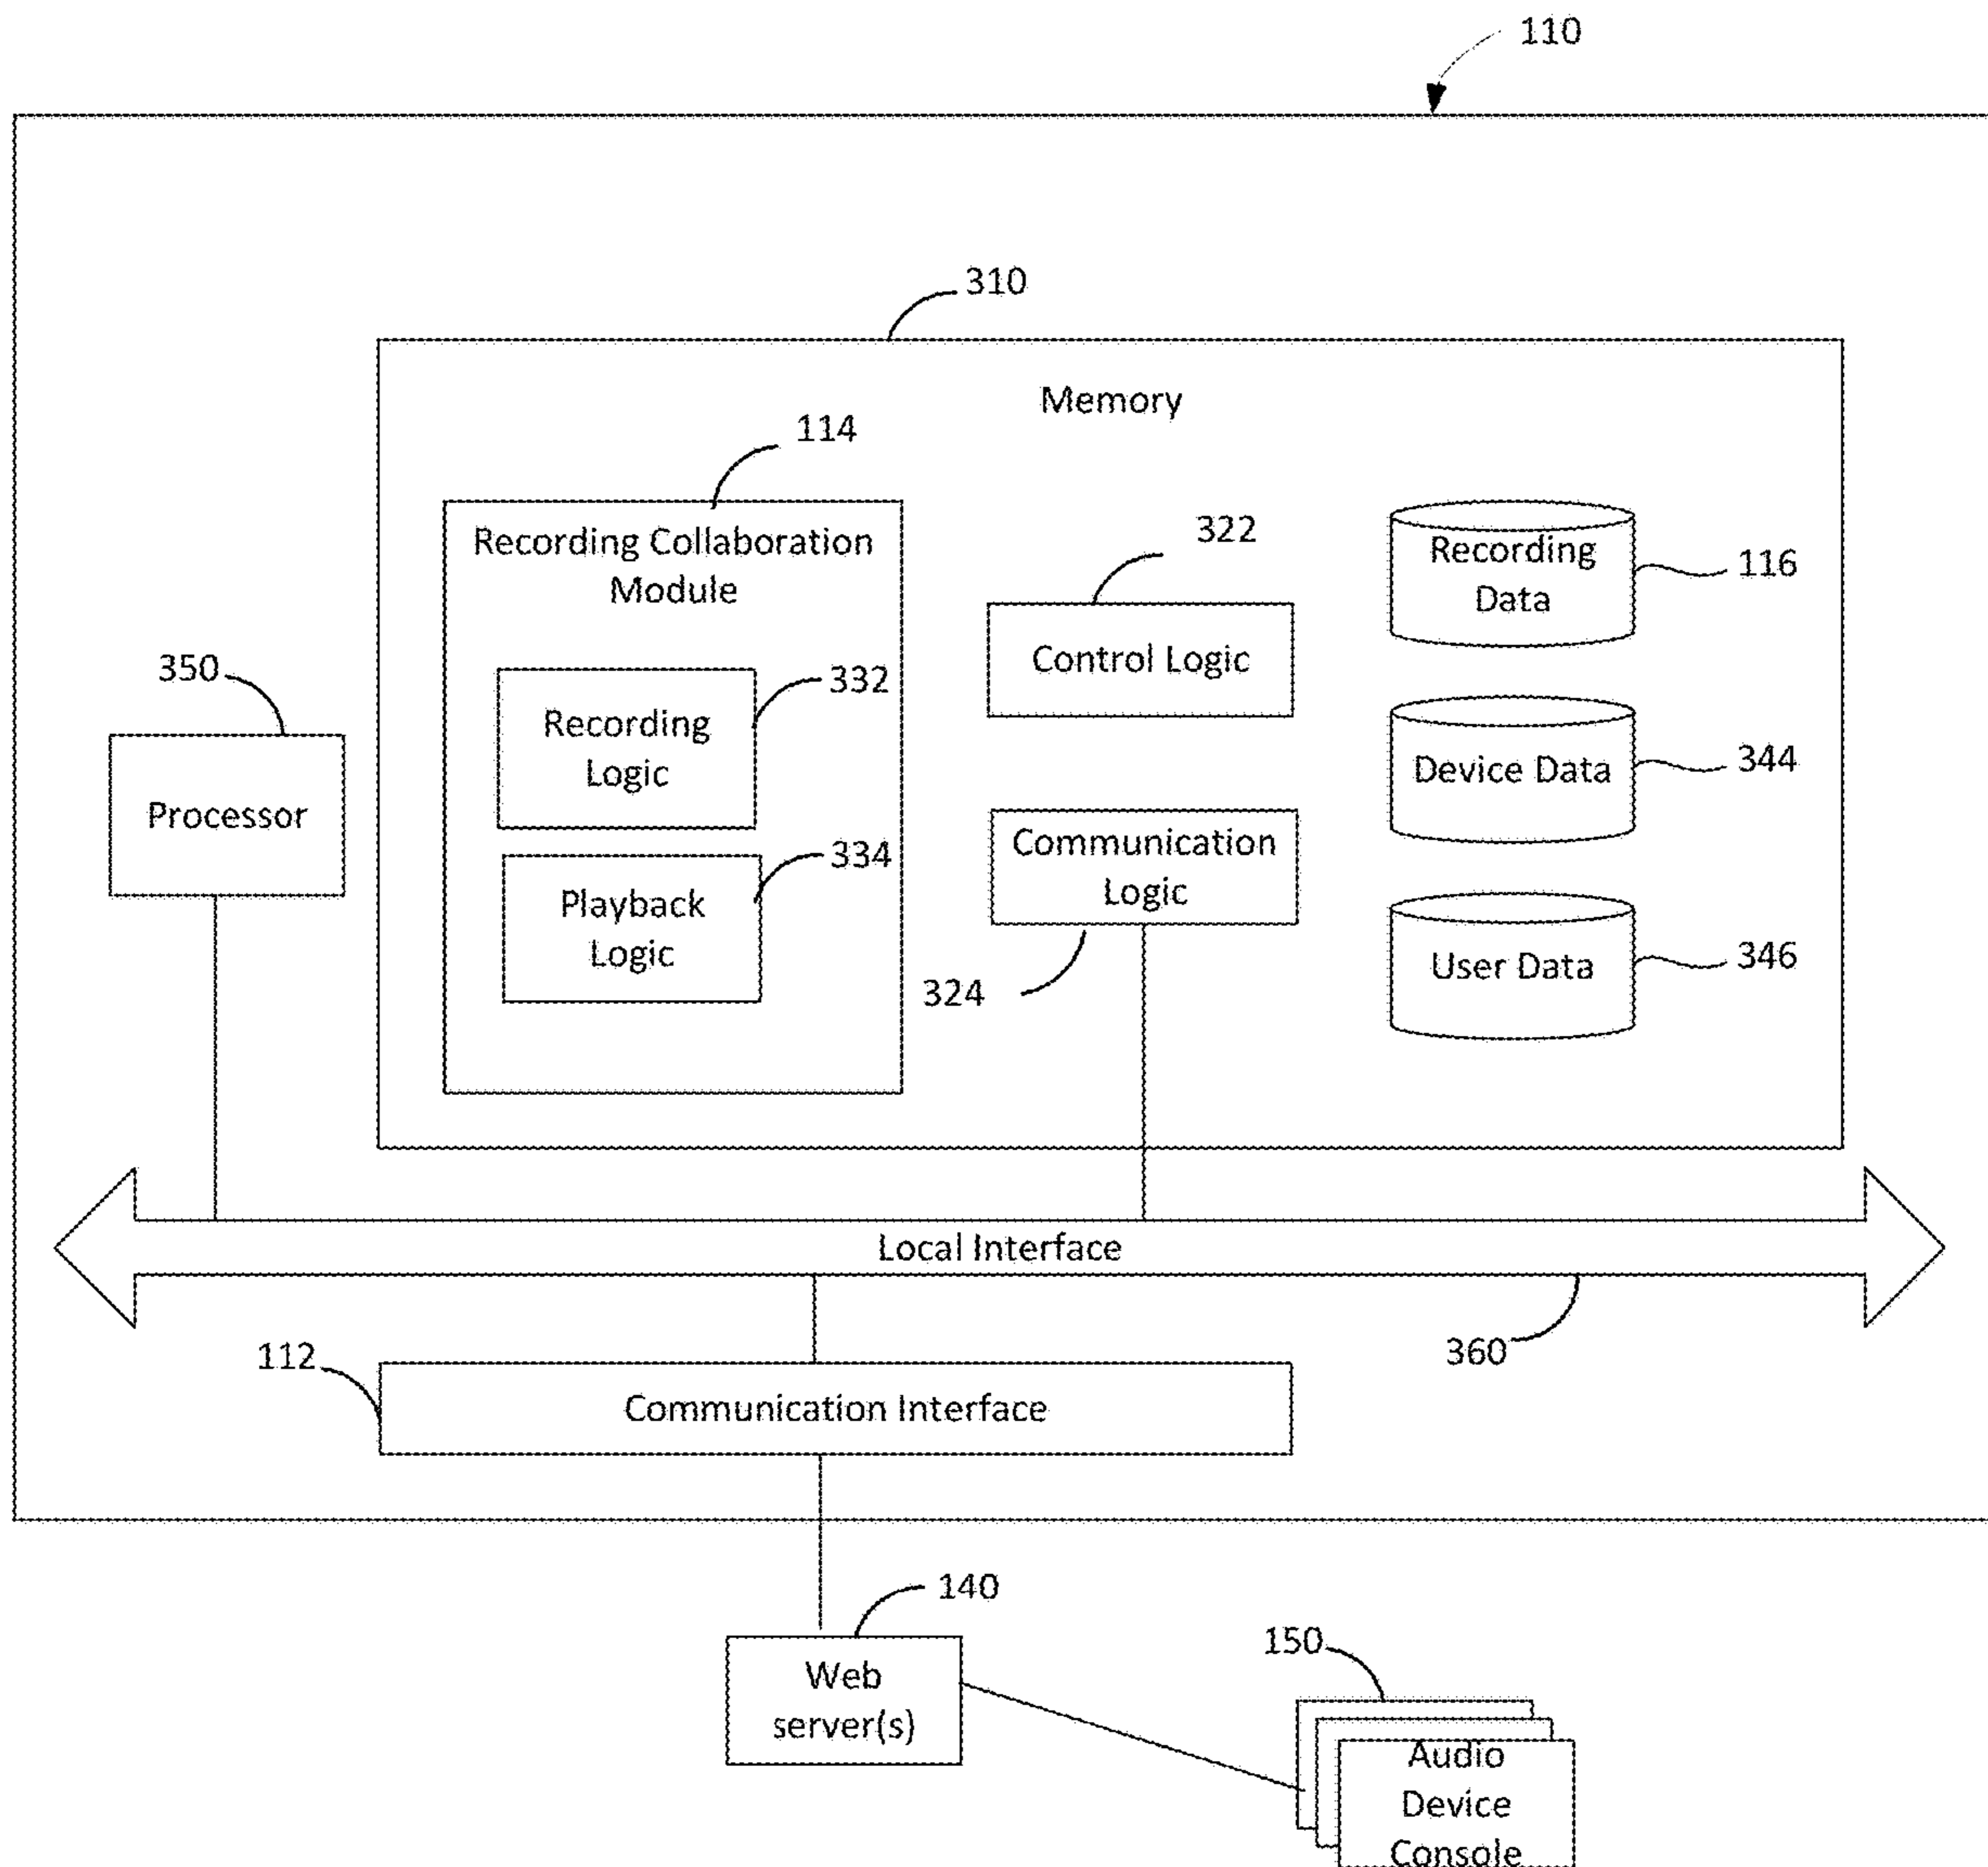 110
310
Memory
114
Recording Collaboration
Module
322
Recording
Data
116
Control Logic
350
332
Recording
Logic
Device Data
344
Processor
Communication
Logic
334
Playback
Logic
324
User Data
346
Local Interface
360
112
Communication Interface
140
Web
server(s)
150
Audio
Device
Console